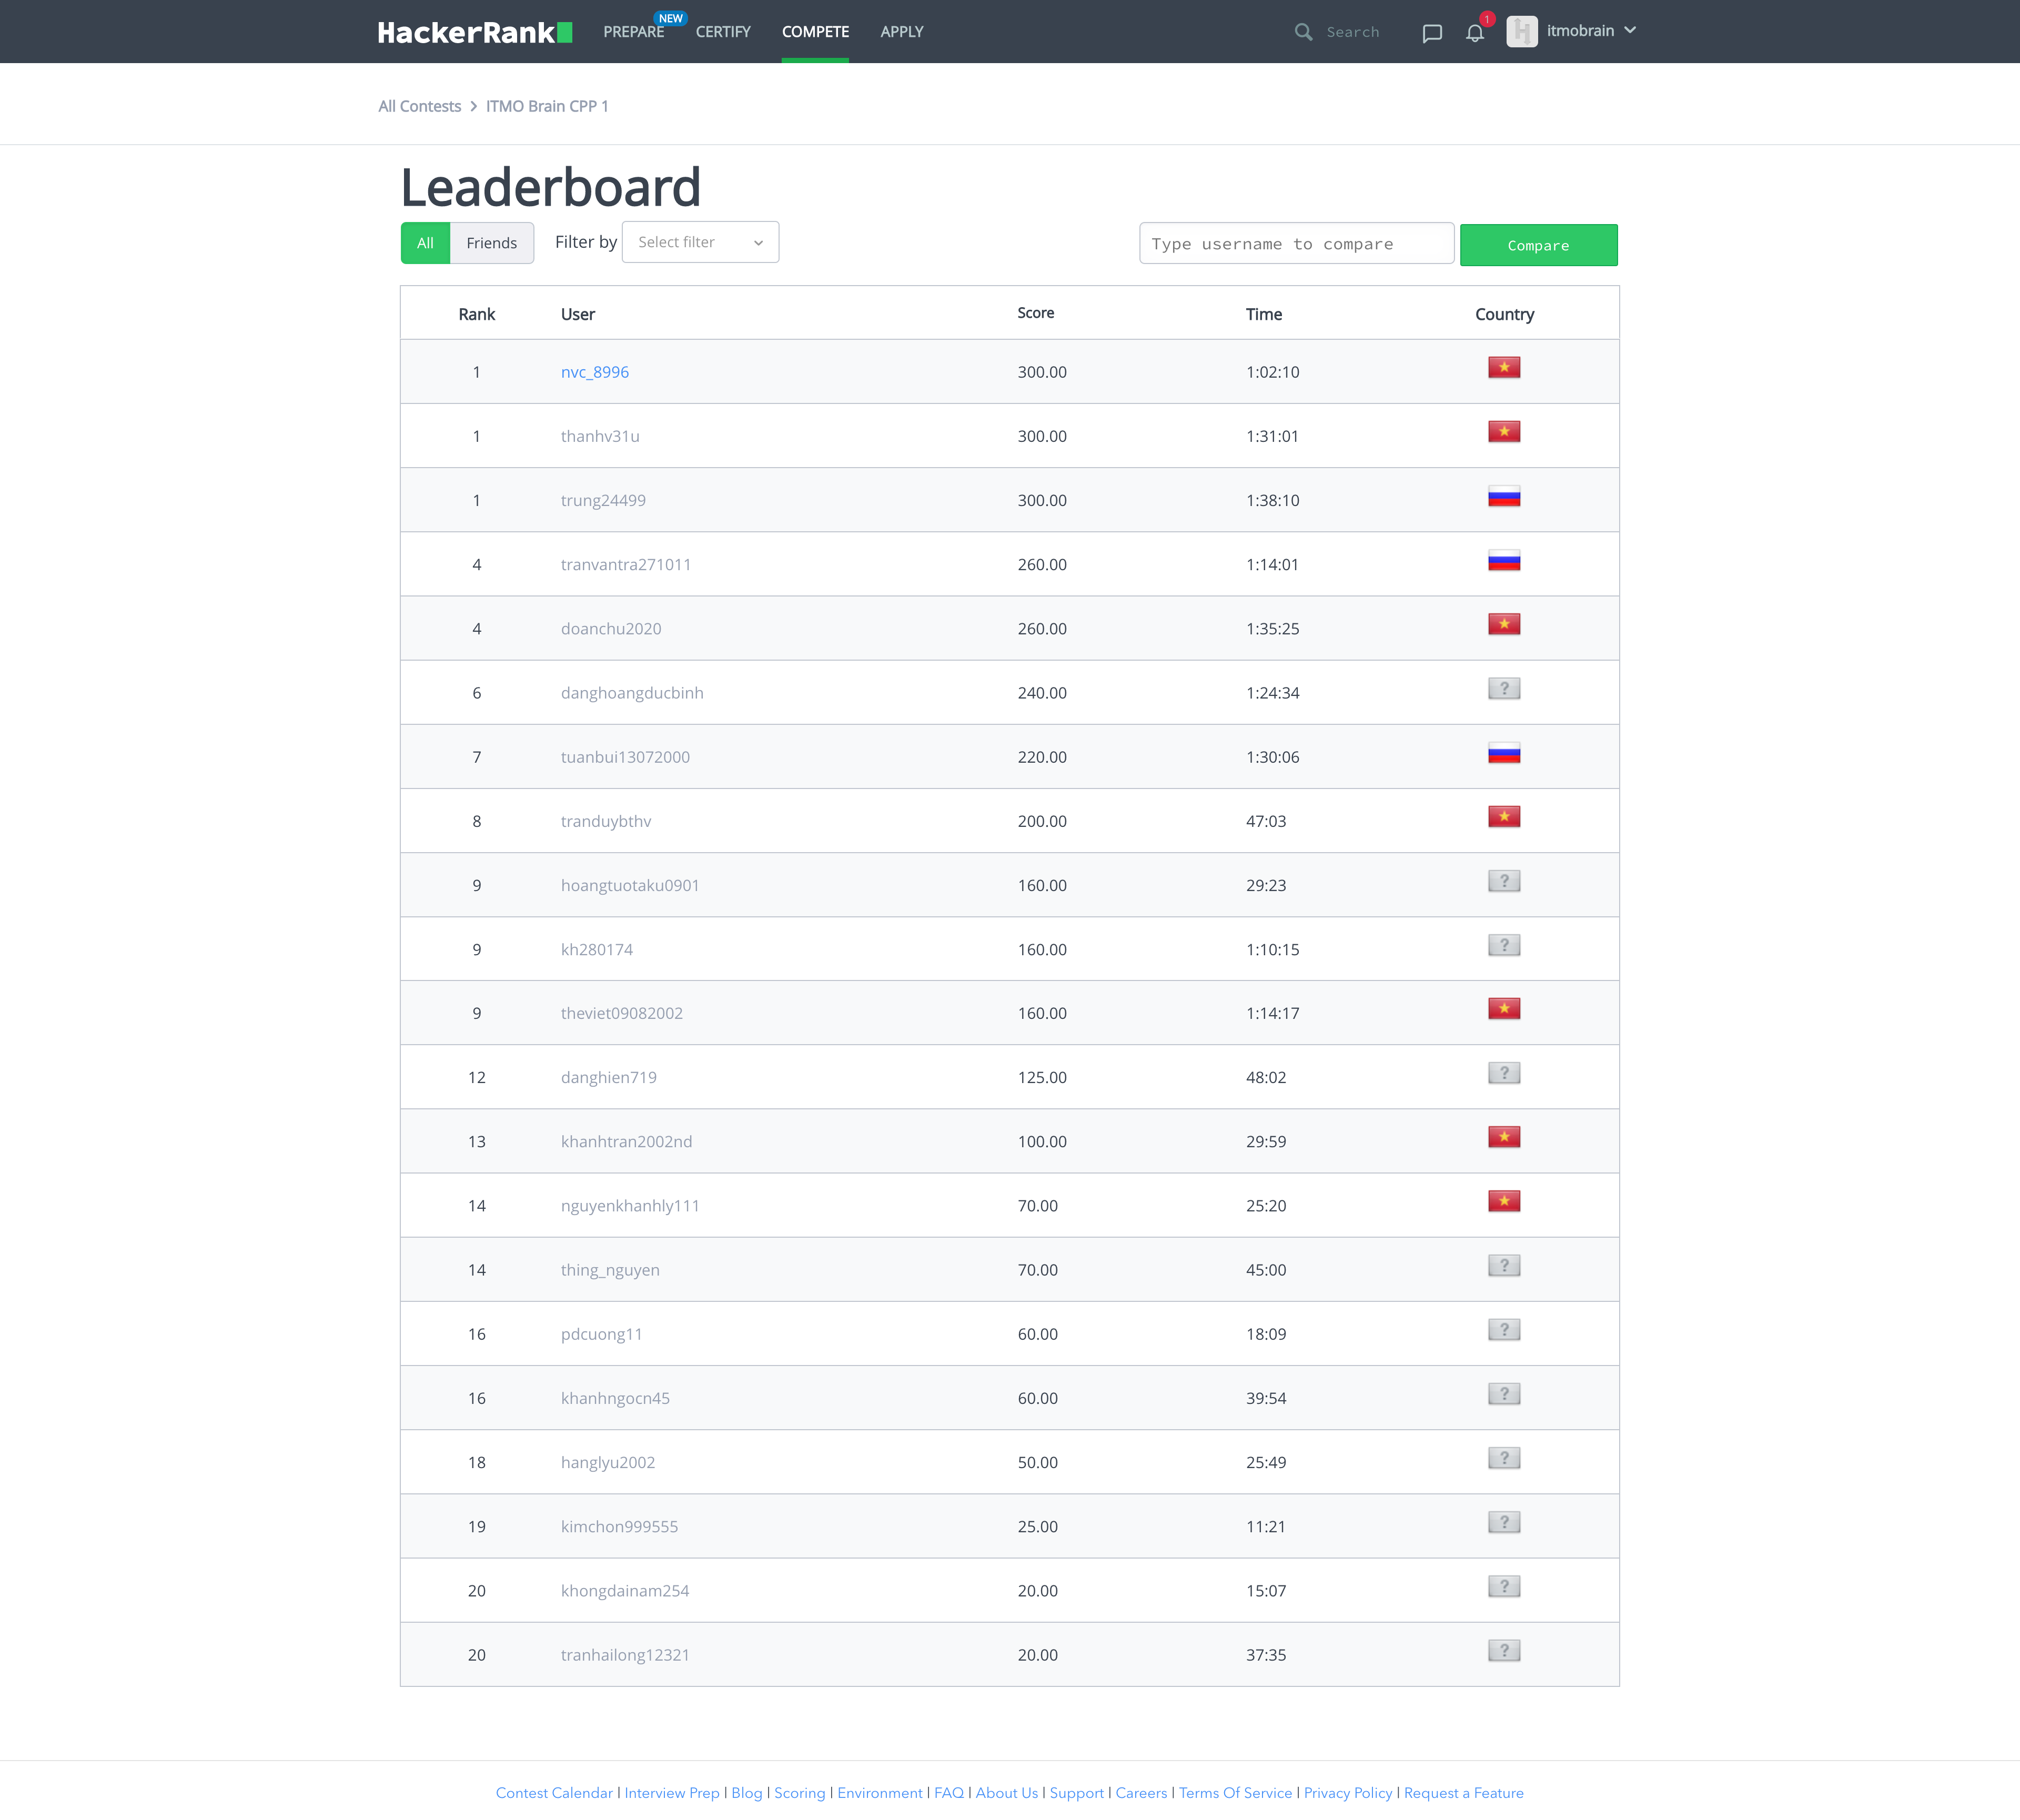 HackerRank PREPARE NEW CERTIFY COMPETE APPLY Search 1 H itmobrain
All Contests > ITMO Brain CPP 1
Leaderboard
All Friends Filter by Select filter Type username to compare Compare
Rank User Score Time Country
1 nvc_8996 300.00 1:02:10
1 thanhv31u 300.00 1:31:01
1 trung24499 300.00 1:38:10
4 tranvantra271011 260.00 1:14:01
4 doanchu2020 260.00 1:35:25
6 danghoangducbinh 240.00 1:24:34 ?
7 tuanbui13072000 220.00 1:30:06
8 tranduybthv 200.00 47:03
9 hoangtuotaku0901 160.00 29:23 ?
9 kh280174 160.00 1:10:15 ?
9 theviet09082002 160.00 1:14:17
12 danghien719 125.00 48:02 ?
13 khanhtran2002nd 100.00 29:59
14 nguyenkhanhly111 70.00 25:20
14 thing_nguyen 70.00 45:00 ?
16 pdcuong11 60.00 18:09 ?
16 khanhngocn45 60.00 39:54 ?
18 hanglyu2002 50.00 25:49 ?
19 kimchon999555 25.00 11:21 ?
20 khongdainam254 20.00 15:07 ?
20 tranhailong12321 20.00 37:35 ?
Contest Calendar | Interview Prep | Blog | Scoring | Environment | FAQ | About Us | Support | Careers | Terms Of Service | Privacy Policy | Request a Feature